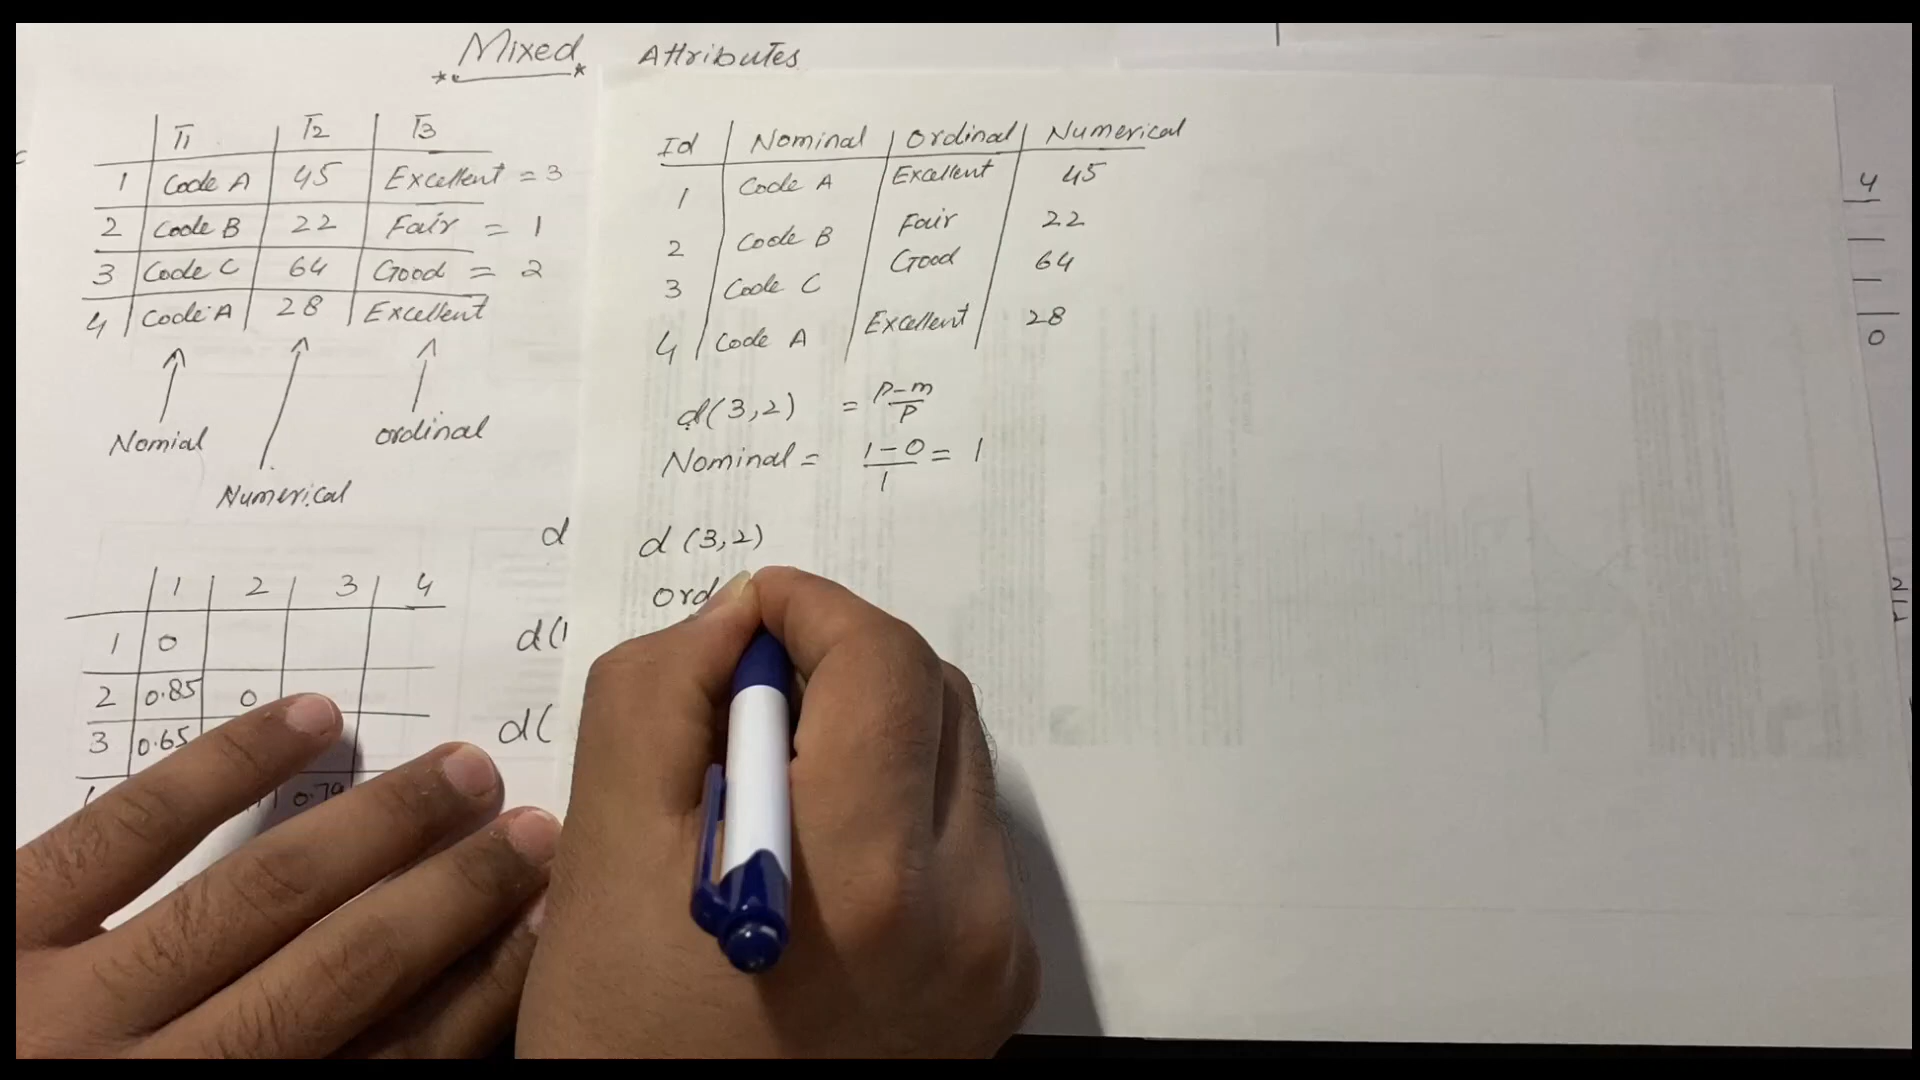 Mixed Attributes
T1 T2 T3
1 Code A 45 Excellent = 3
2 Code B 22 Fair = 1
3 Code C 64 Good = 2
4 Code A 28 Excellent
Nomial
ordinal
Numerical
1 2 3 4
1 0
2 0.85 0
3 0.65
0.79
d
d(1
d(
Id Nominal ordinal Numerical
1 Code A Excellent 45
2 Code B Fair 22
3 Code C Good 64
4 Code A Excellent 28
d(3,2) = p-m/p
Nominal = 1-0/1 = 1
d(3,2)
ord
4
0